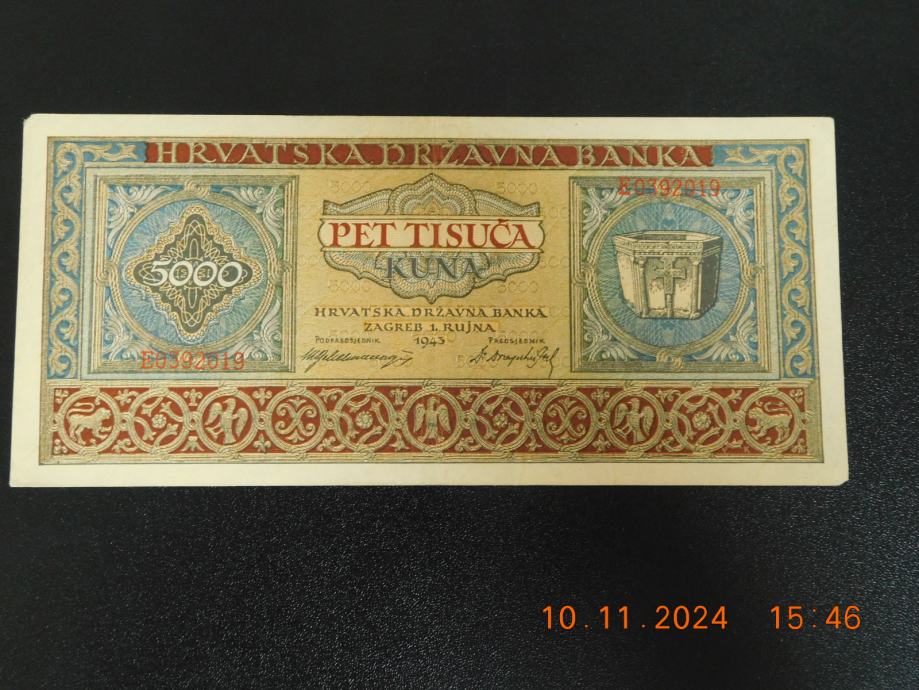 HRVATSKA DRŽAVNA BANKA
E0392019
5000
PET TISUĆA
KUNA
HRVATSKA DRŽAVNA BANKA
ZAGREB 1. RUJNA
1943
PODPREDSJEDNIK PREDSJEDNIK
E0392019
10.11.2024 15:46